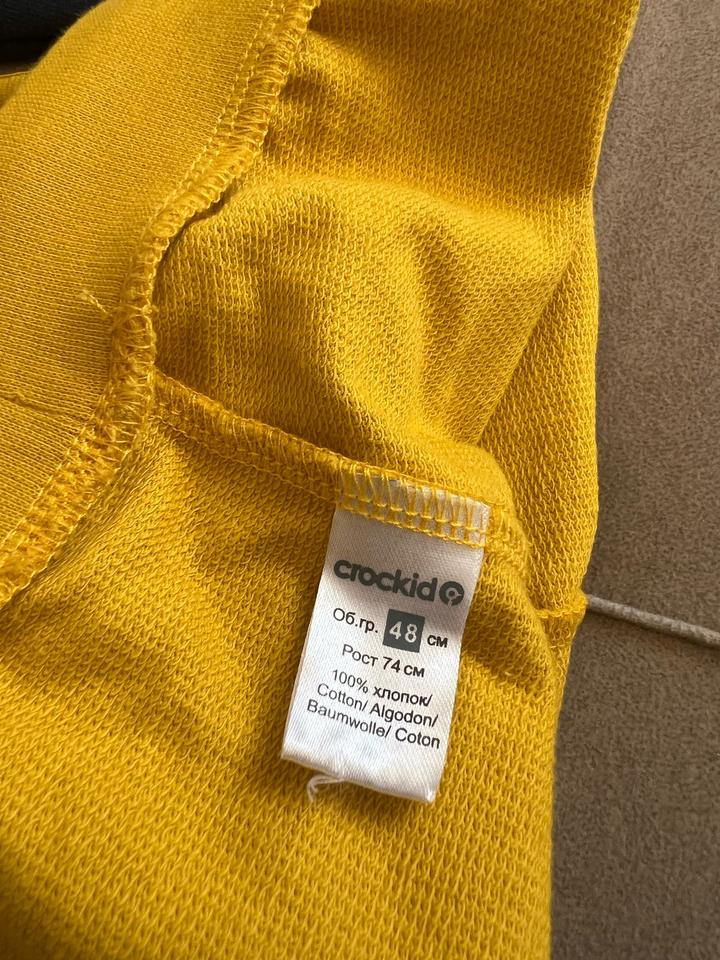 crockid
Об.гр. 48 см
Рост 74 см
100% хлопок/
Cotton/ Algodon/
Baumwolle/ Coton